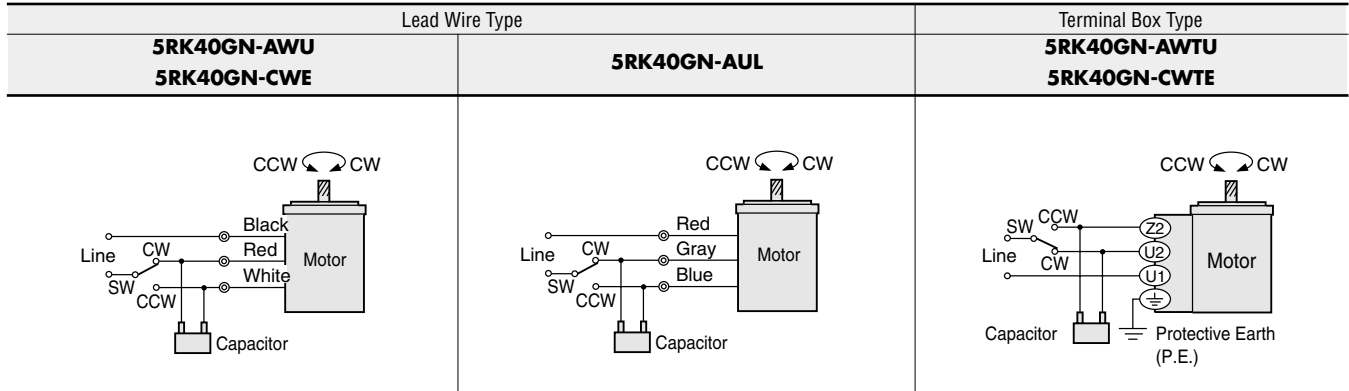 Lead Wire Type
Terminal Box Type
5RK40GN-AWU
5RK40GN-CWE
5RK40GN-AUL
5RK40GN-AWTU
5RK40GN-CWTE
CCW CW
Black
Line CW Red Motor
White
SW
CCW
Capacitor
CCW CW
Red
Line CW Gray Motor
Blue
SW
CCW
Capacitor
CCW CW
SW CCW Z2
Line CW U2 Motor
U1
Capacitor Protective Earth
(P.E.)